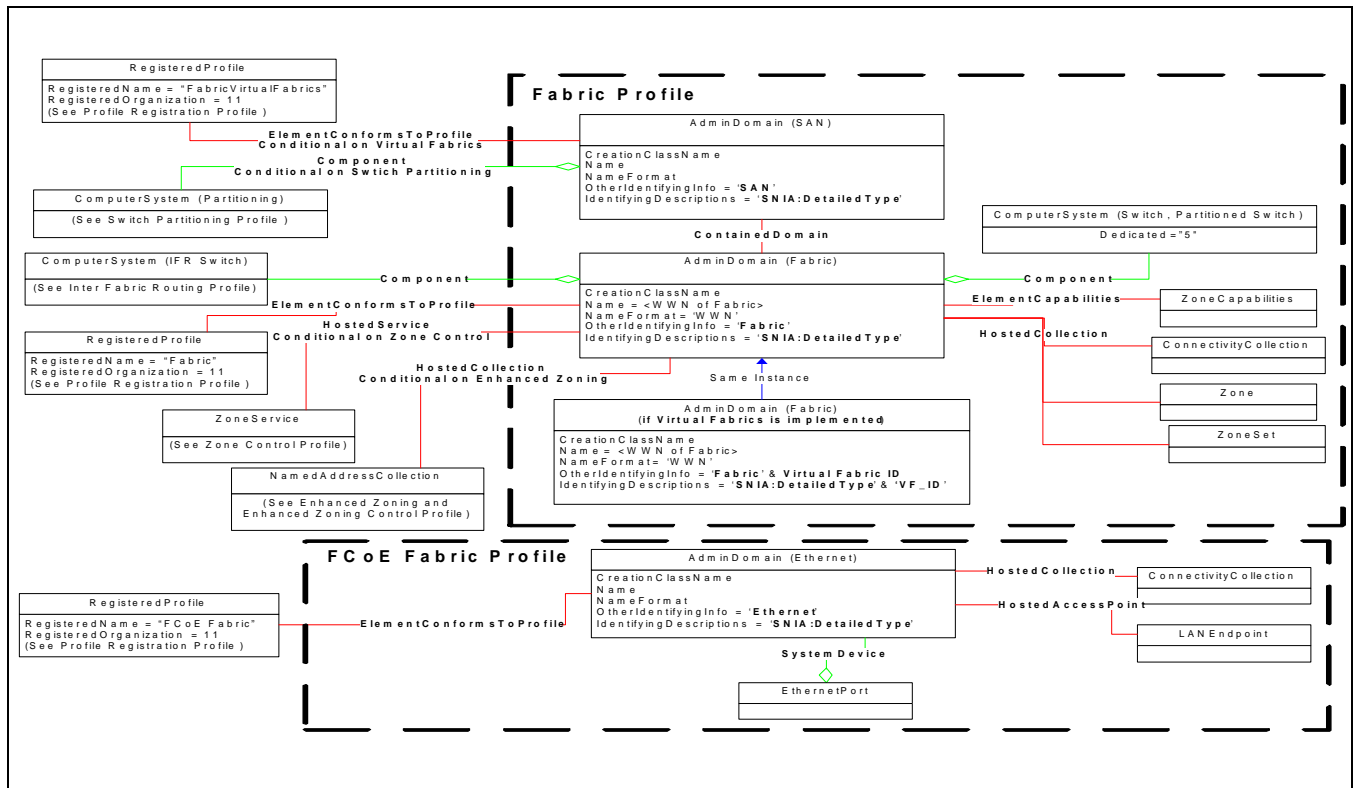 RegisteredProfile
RegisteredName = "FabricVirtualFabrics"
RegisteredOrganization = 11
(See Profile Registration Profile )
Fabric Profile
AdminDomain (SAN)
CreationClassName
Name
NameFormat
OtherIdentifyingInfo = 'SAN'
IdentifyingDescriptions = 'SNIA:DetailedType'
ElementConformsToProfile
Conditional on Virtual Fabrics
Component
Conditional on Swtich Partitioning
ComputerSystem (Partitioning)
(See Switch Partitioning Profile )
ContainedDomain
ComputerSystem (Switch, Partitioned Switch)
Dedicated="5"
ComputerSystem (IFR Switch)
(See Inter Fabric Routing Profile)
Component
AdminDomain (Fabric)
CreationClassName
Name = <WWN of Fabric>
NameFormat = 'WWN'
OtherIdentifyingInfo = 'Fabric'
IdentifyingDescriptions = 'SNIA:DetailedType'
Component
ElementCapabilities
ZoneCapabilities
HostedCollection
ConnectivityCollection
Zone
ZoneSet
ElementConformsToProfile
HostedService
Conditional on Zone Control
RegisteredProfile
RegisteredName = "Fabric"
RegisteredOrganization = 11
(See Profile Registration Profile )
HostedCollection
Conditional on Enhanced Zoning
Same Instance
ZoneService
(See Zone Control Profile)
AdminDomain (Fabric)
(if Virtual Fabrics is implemented)
CreationClassName
Name = <WWN of Fabric>
NameFormat= 'WWN'
OtherIdentifyingInfo = 'Fabric' & Virtual Fabric ID
IdentifyingDescriptions = 'SNIA:DetailedType' & 'VF_ID'
NamedAddressCollection
(See Enhanced Zoning and
Enhanced Zoning Control Profile)
FCoE Fabric Profile
AdminDomain (Ethernet)
CreationClassName
Name
NameFormat
OtherIdentifyingInfo = 'Ethernet'
IdentifyingDescriptions = 'SNIA:DetailedType'
HostedCollection
ConnectivityCollection
HostedAccessPoint
LANEndpoint
RegisteredProfile
RegisteredName = "FCoE Fabric"
RegisteredOrganization = 11
(See Profile Registration Profile )
ElementConformsToProfile
SystemDevice
EthernetPort